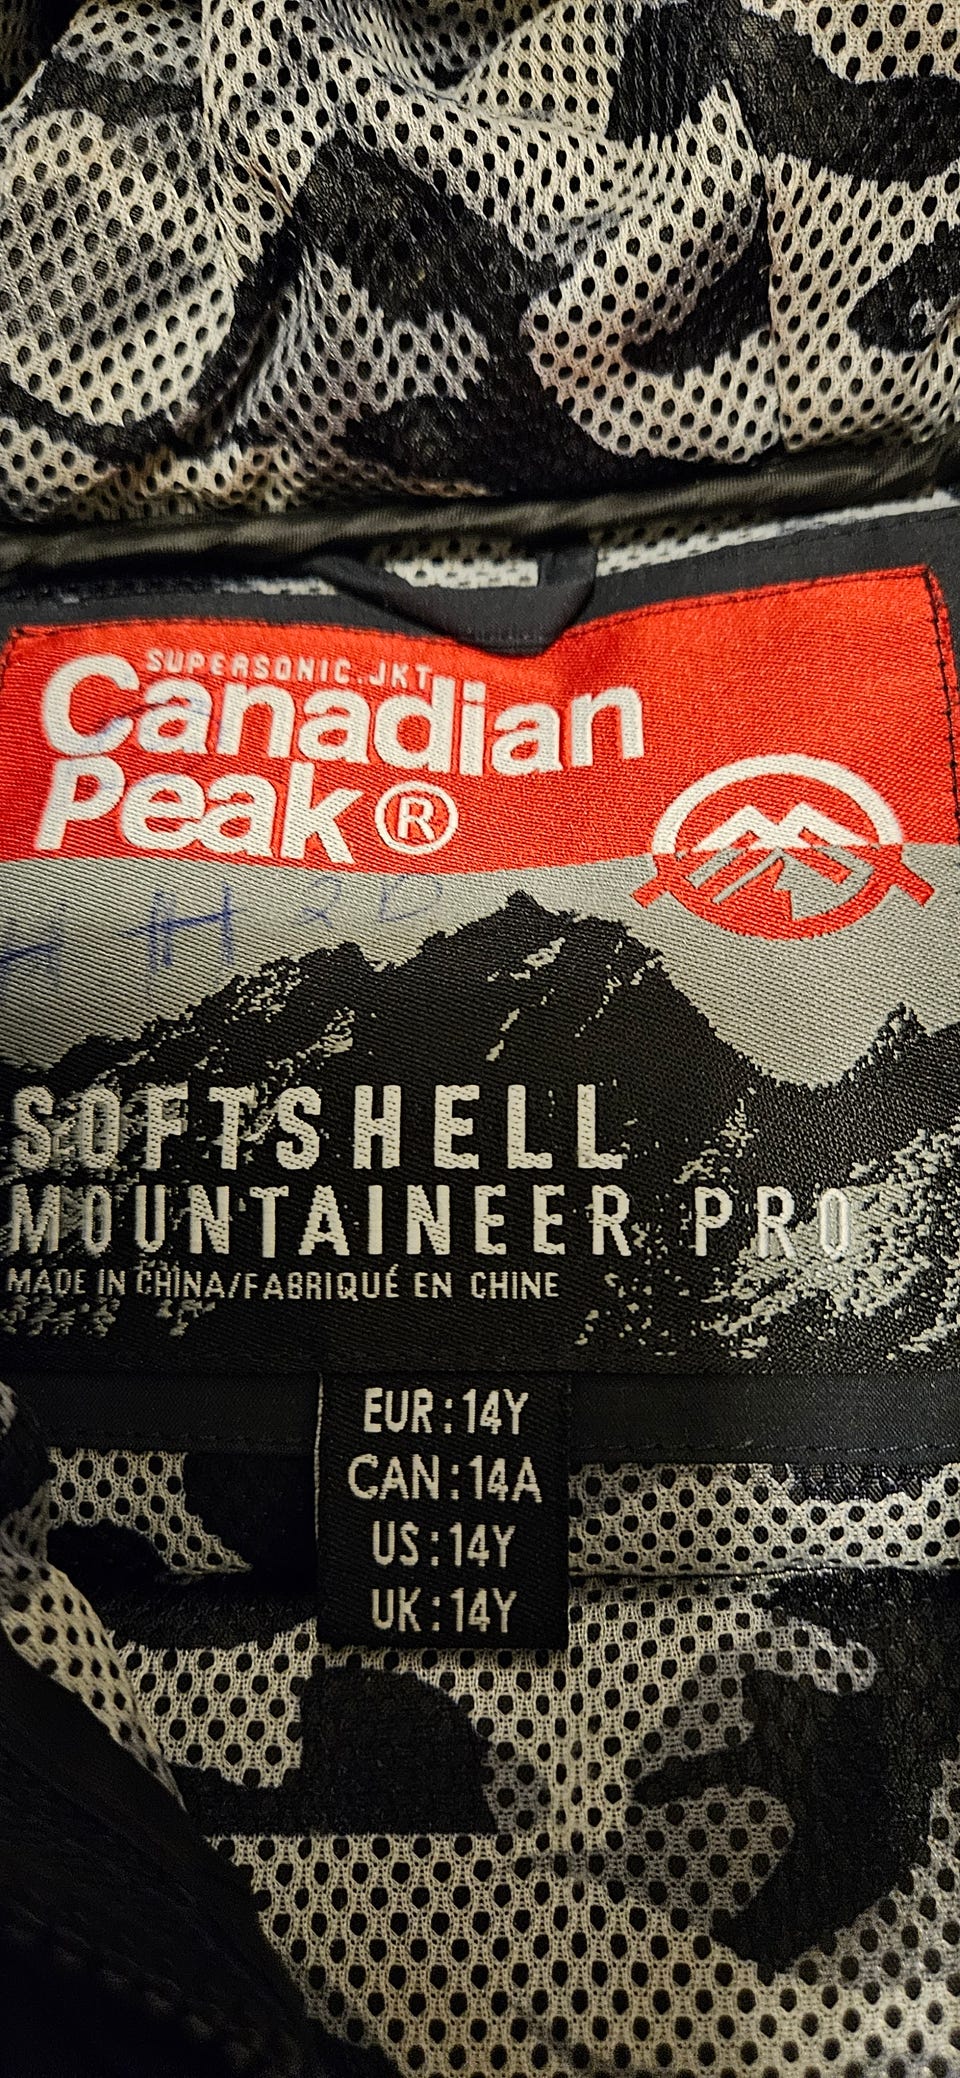 SUPERSONIC.JKT
Canadian
Peak®
SOFTSHELL
MOUNTAINEER PRO
MADE IN CHINA/FABRIQUÉ EN CHINE
EUR:14Y
CAN:14A
US:14Y
UK:14Y